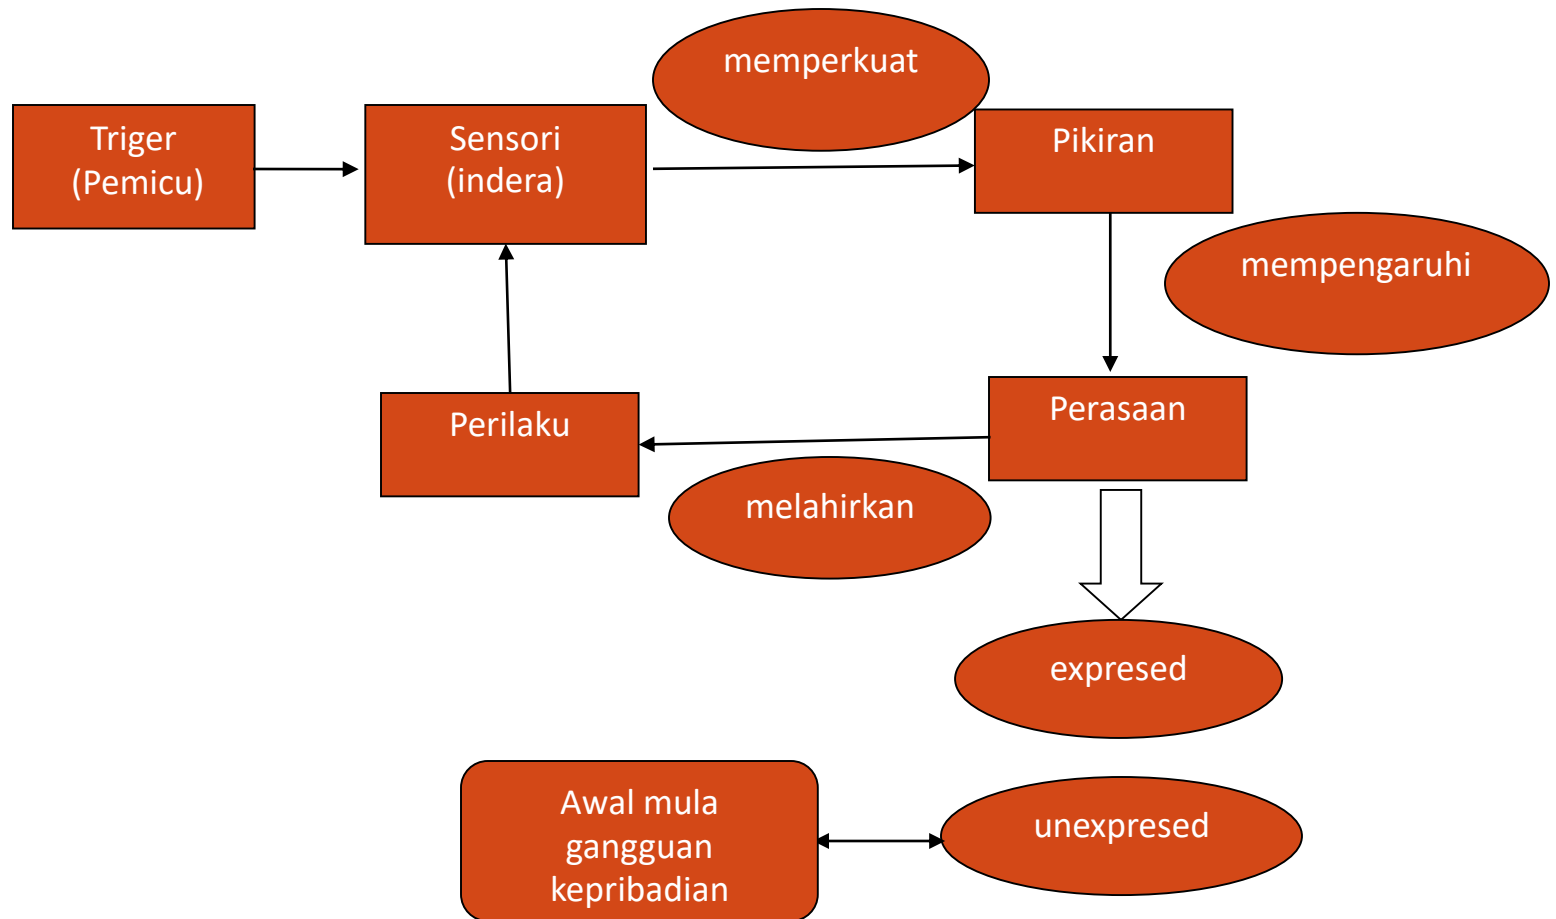 memperkuat
Triger
(Pemicu)
Sensori
(indera)
Pikiran
mempengaruhi
Perilaku
Perasaan
melahirkan
expresed
Awal mula
gangguan
kepribadian
unexpresed